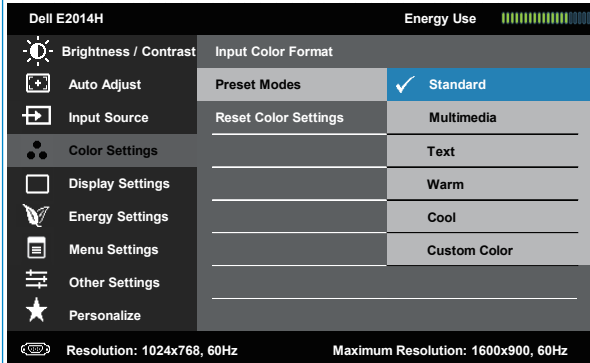 Dell E2014H Energy Use
Brightness / Contrast Input Color Format
Auto Adjust Preset Modes Standard
Input Source Reset Color Settings Multimedia
Color Settings Text
Display Settings Warm
Energy Settings Cool
Menu Settings Custom Color
Other Settings
Personalize
Resolution: 1024x768, 60Hz Maximum Resolution: 1600x900, 60Hz